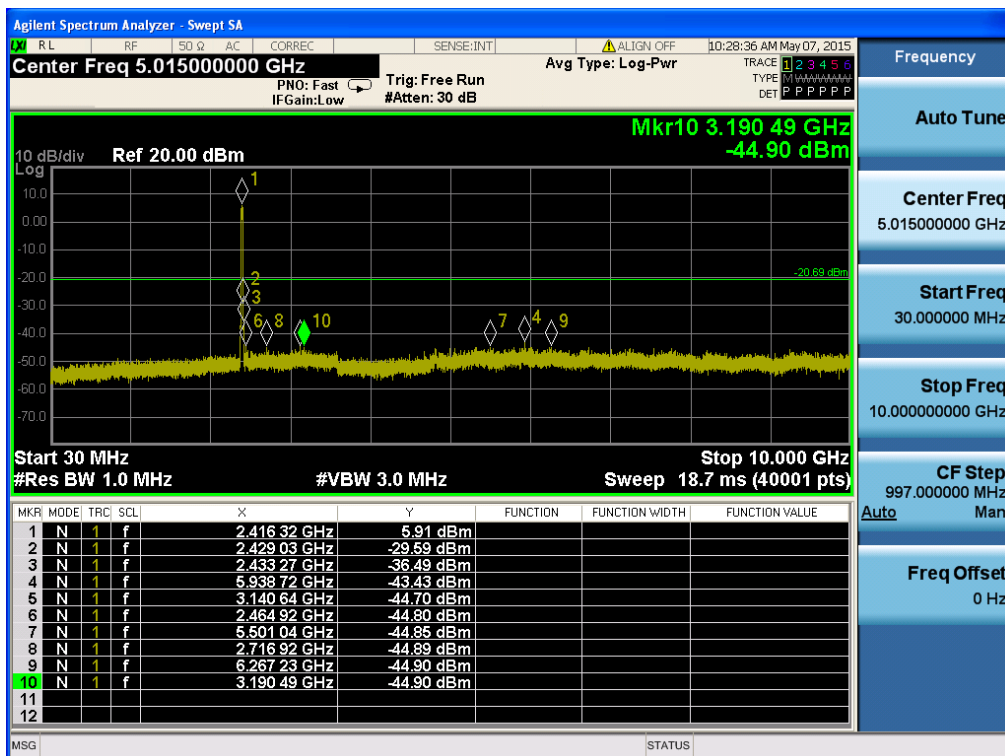 Agilent Spectrum Analyzer - Swept SA
LXI RL RF 50 Ω AC CORREC SENSE:INT ALIGN OFF 10:28:36 AM May 07, 2015
Center Freq 5.015000000 GHz
PNO: Fast
IFGain:Low
Trig: Free Run
#Atten: 30 dB
Avg Type: Log-Pwr
TRACE 1 2 3 4 5 6
TYPE M
DET P P P P P P
Mkr10 3.190 49 GHz
-44.90 dBm
10 dB/div Ref 20.00 dBm
Log
1
10.0
0.00
-10.0
-20.0
-20.69 dBm
2
3
-30.0
6 8 10 7 4 9
-40.0
-50.0
-60.0
-70.0
Start 30 MHz Stop 10.000 GHz
#Res BW 1.0 MHz #VBW 3.0 MHz Sweep 18.7 ms (40001 pts)
MKR MODE TRC SCL X Y FUNCTION FUNCTION WIDTH FUNCTION VALUE
1 N 1 f 2.416 32 GHz 5.91 dBm
2 N 1 f 2.429 03 GHz -29.59 dBm
3 N 1 f 2.433 27 GHz -36.49 dBm
4 N 1 f 5.938 72 GHz -43.43 dBm
5 N 1 f 3.140 64 GHz -44.70 dBm
6 N 1 f 2.464 92 GHz -44.80 dBm
7 N 1 f 5.501 04 GHz -44.85 dBm
8 N 1 f 2.716 92 GHz -44.89 dBm
9 N 1 f 6.267 23 GHz -44.90 dBm
10 N 1 f 3.190 49 GHz -44.90 dBm
11
12
MSG STATUS
Frequency
Auto Tune
Center Freq
5.015000000 GHz
Start Freq
30.000000 MHz
Stop Freq
10.000000000 GHz
CF Step
997.000000 MHz
Auto Man
Freq Offset
0 Hz